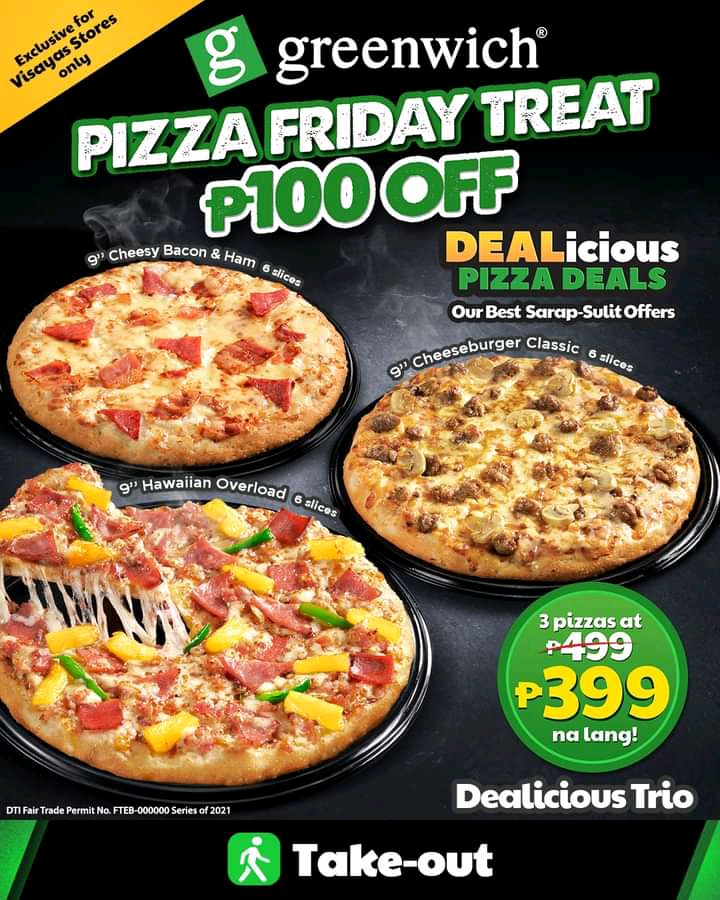 Exclusive for
Visayas Stores
only
g greenwich®
PIZZA FRIDAY TREAT
₱100 OFF
DEALicious
PIZZA DEALS
Our Best Sarap-Sulit Offers
9" Cheesy Bacon & Ham 6 slices
9" Cheeseburger Classic 6 slices
9" Hawaiian Overload 6 slices
3 pizzas at
₱499
₱399
na lang!
Dealicious Trio
DTI Fair Trade Permit No. FTEB-000000 Series of 2021
Take-out